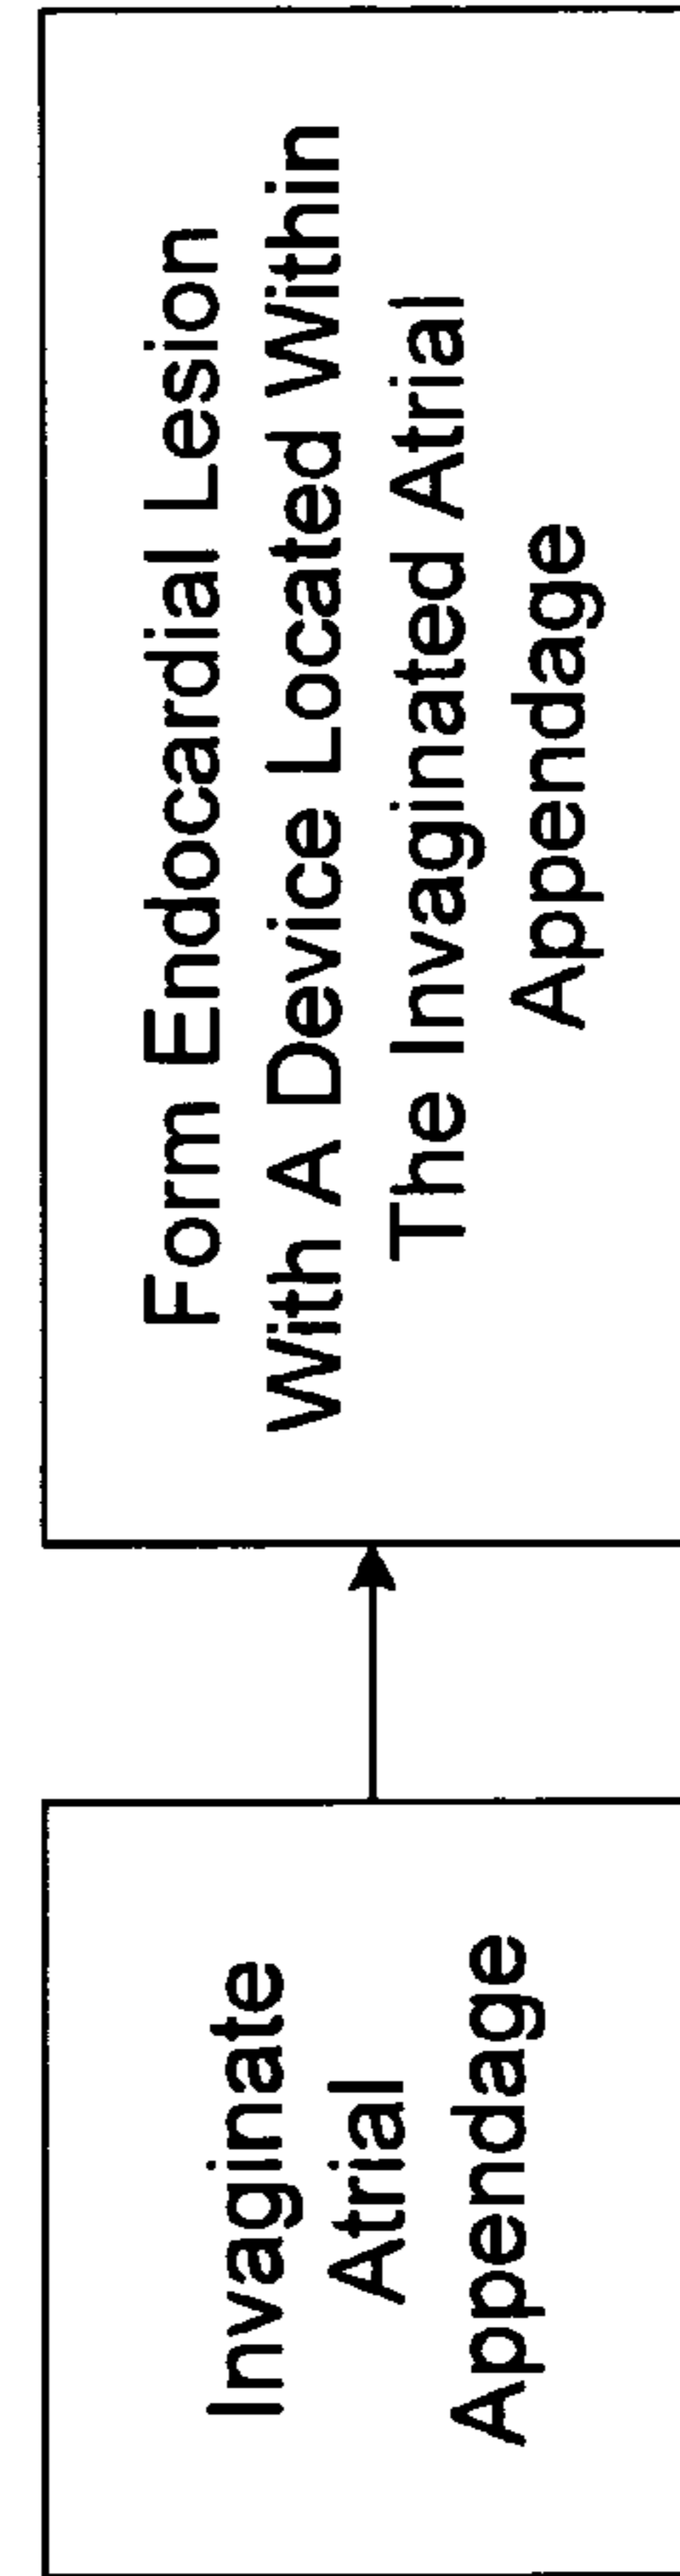 Invaginate
Atrial
Appendage
Form Endocardial Lesion
With A Device Located Within
The Invaginated Atrial
Appendage